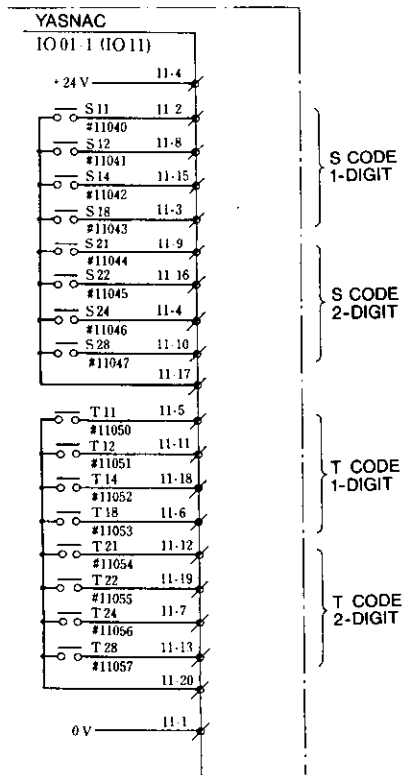 YASNAC
IO 01-1 (IO 11)
+24 V 11-4
S 11 11-2
#11040
S 12 11-8
#11041
S 14 11-15
#11042
S 18 11-3
#11043
S CODE
1-DIGIT
S 21 11-9
#11044
S 22 11-16
#11045
S 24 11-4
#11046
S 28 11-10
#11047
11-17
S CODE
2-DIGIT
T 11 11-5
#11050
T 12 11-11
#11051
T 14 11-18
#11052
T 18 11-6
#11053
T CODE
1-DIGIT
T 21 11-12
#11054
T 22 11-19
#11055
T 24 11-7
#11056
T 28 11-13
#11057
11-20
T CODE
2-DIGIT
0 V 11-1